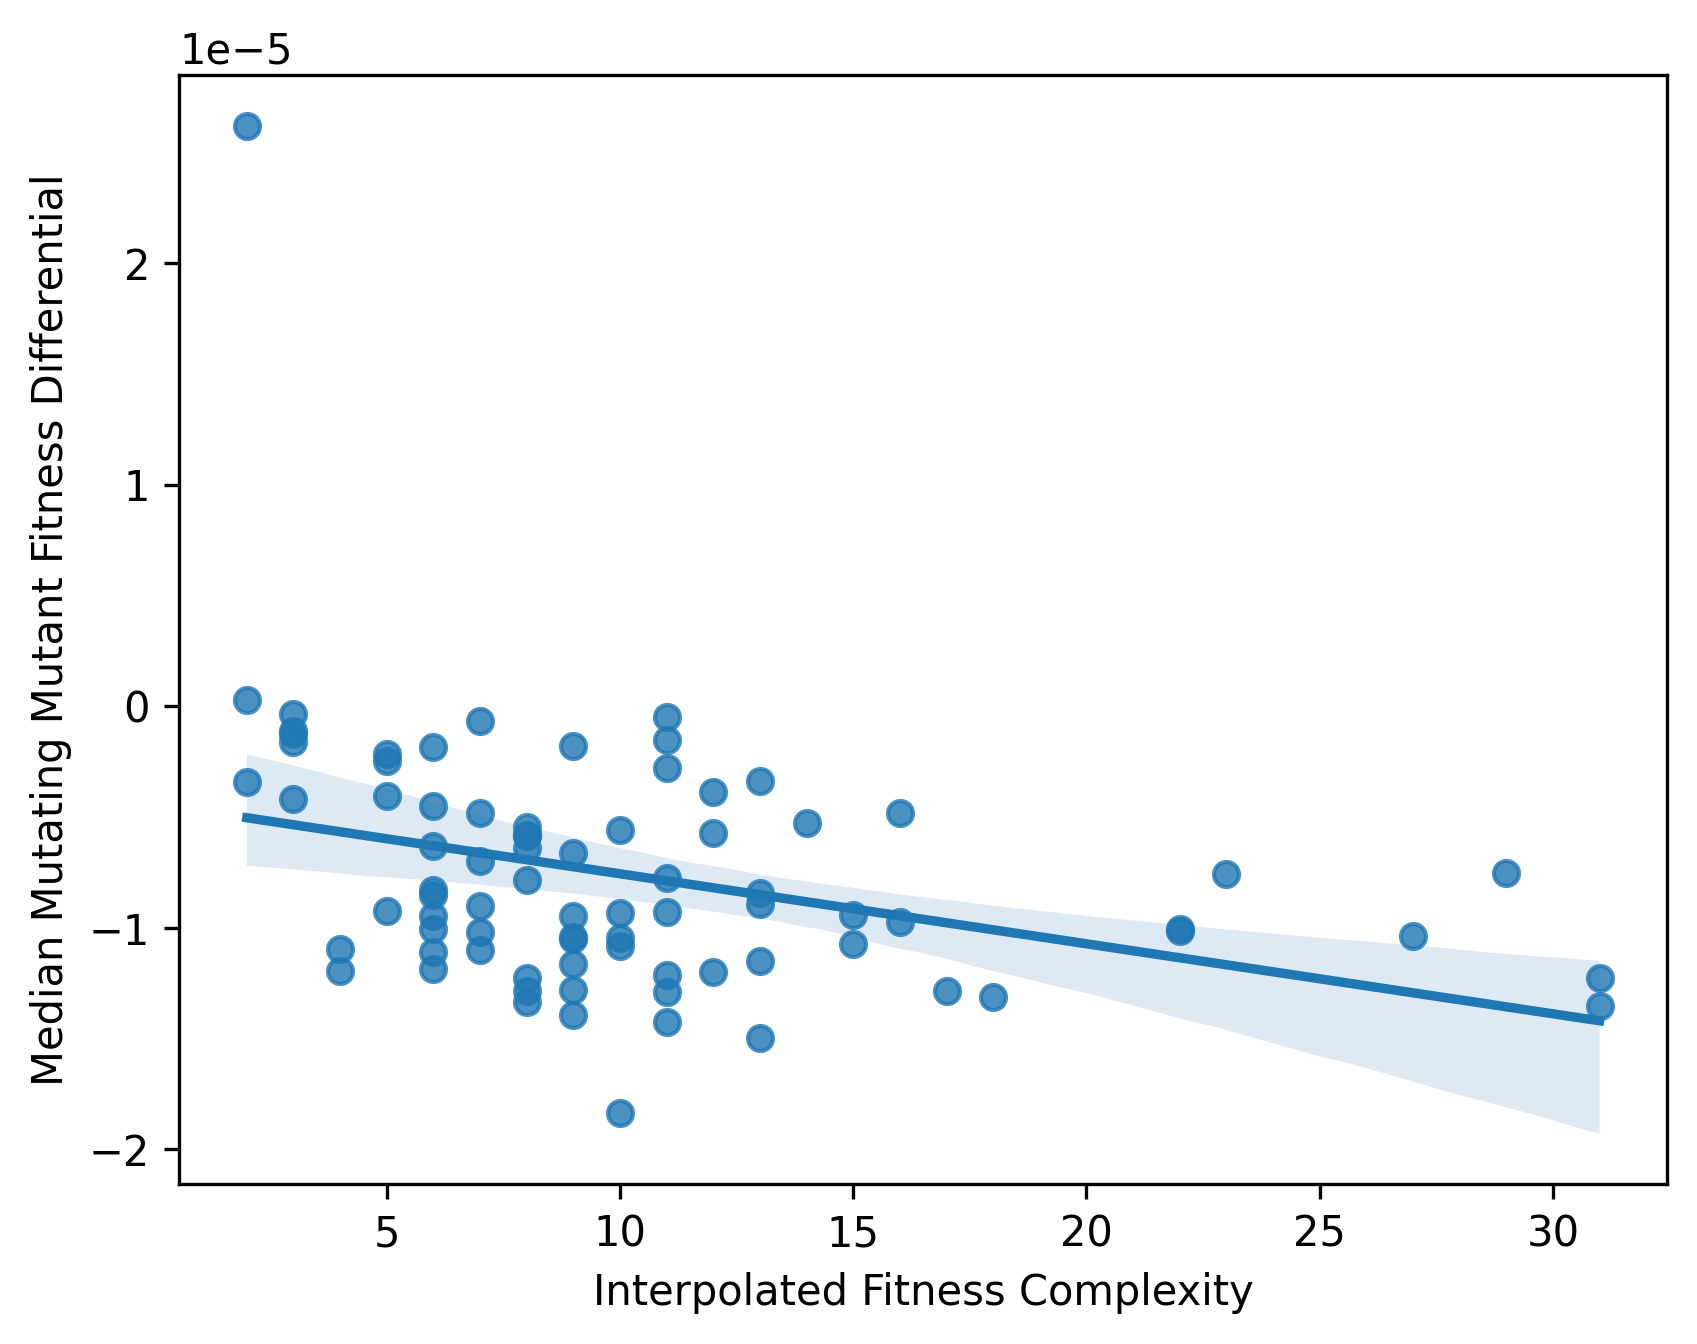 1e−5
2
1
0
−1
−2
Median Mutating Mutant Fitness Differential
5 10 15 20 25 30
Interpolated Fitness Complexity